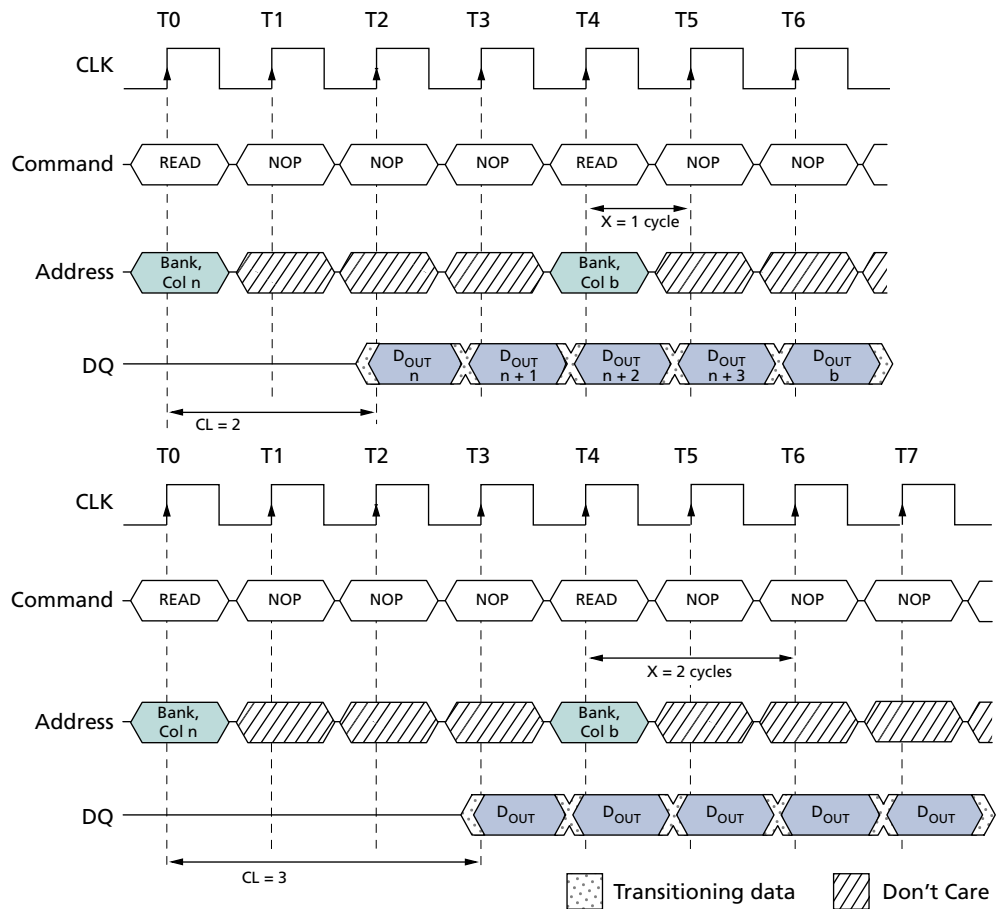 T0 T1 T2 T3 T4 T5 T6
CLK
Command READ NOP NOP NOP READ NOP NOP
X = 1 cycle
Address Bank, Col n Bank, Col b
DQ DOUT n DOUT n + 1 DOUT n + 2 DOUT n + 3 DOUT b
CL = 2
T0 T1 T2 T3 T4 T5 T6 T7
CLK
Command READ NOP NOP NOP READ NOP NOP NOP
X = 2 cycles
Address Bank, Col n Bank, Col b
DQ DOUT DOUT DOUT DOUT DOUT
CL = 3
Transitioning data Don't Care